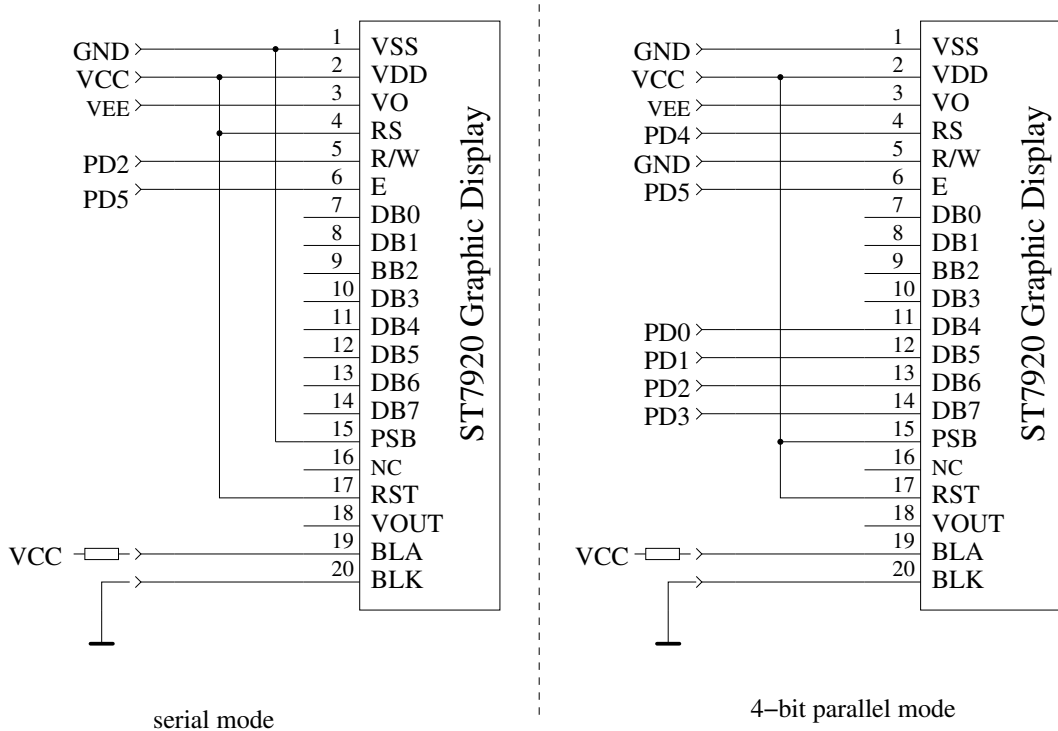 GND
VCC
VEE
PD2
PD5
VCC
1 VSS
2 VDD
3 VO
4 RS
5 R/W
6 E
7 DB0
8 DB1
9 BB2
10 DB3
11 DB4
12 DB5
13 DB6
14 DB7
15 PSB
16 NC
17 RST
18 VOUT
19 BLA
20 BLK
ST7920 Graphic Display
serial mode
GND
VCC
VEE
PD4
GND
PD5
PD0
PD1
PD2
PD3
VCC
1 VSS
2 VDD
3 VO
4 RS
5 R/W
6 E
7 DB0
8 DB1
9 BB2
10 DB3
11 DB4
12 DB5
13 DB6
14 DB7
15 PSB
16 NC
17 RST
18 VOUT
19 BLA
20 BLK
ST7920 Graphic Display
4−bit parallel mode